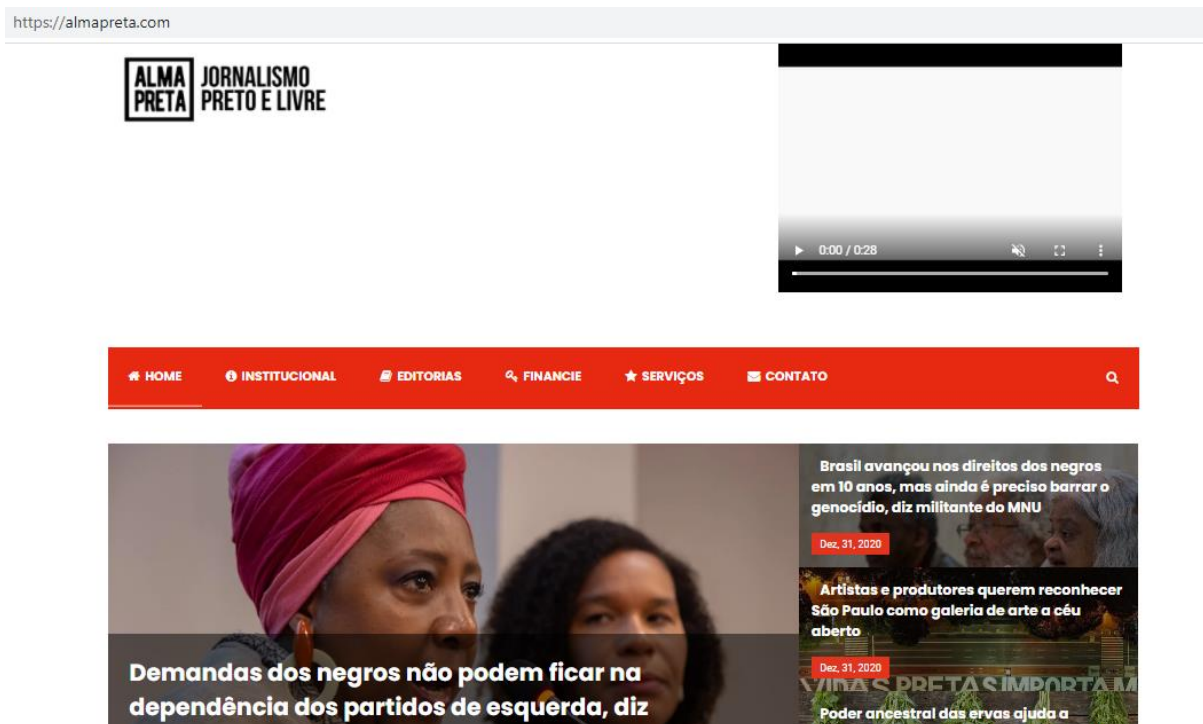 https://almapreta.com
ALMA
PRETA
JORNALISMO
PRETO E LIVRE
0:00 / 0:28
HOME
INSTITUCIONAL
EDITORIAS
FINANCIE
SERVIÇOS
CONTATO
Demandas dos negros não podem ficar na
dependência dos partidos de esquerda, diz
Brasil avançou nos direitos dos negros
em 10 anos, mas ainda é preciso barrar o
genocídio, diz militante do MNU
Dez, 31, 2020
Artistas e produtores querem reconhecer
São Paulo como galeria de arte a céu
aberto
Dez, 31, 2020
VIDAS PRETAS IMPORTAM
Poder ancestral das ervas ajuda a